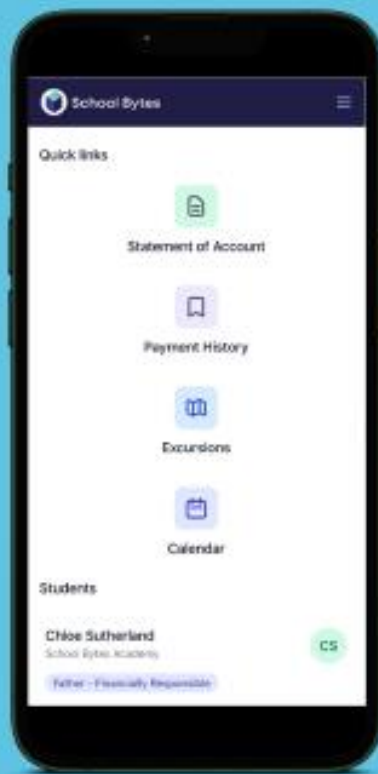 School Bytes
Quick links
Statement of Account
Payment History
Excursions
Calendar
Students
Chloe Sutherland
School Bytes Academy
CS
Father - Financially Responsible